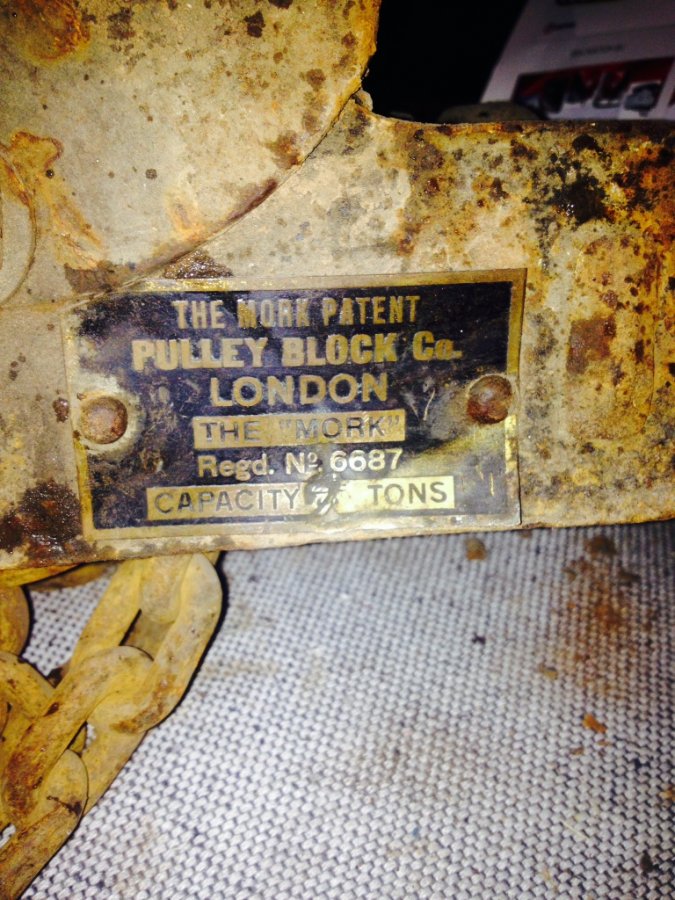 THE MORK PATENT
PULLEY BLOCK Co.
LONDON
THE "MORK"
Regd. Nº 6687
CAPACITY TONS